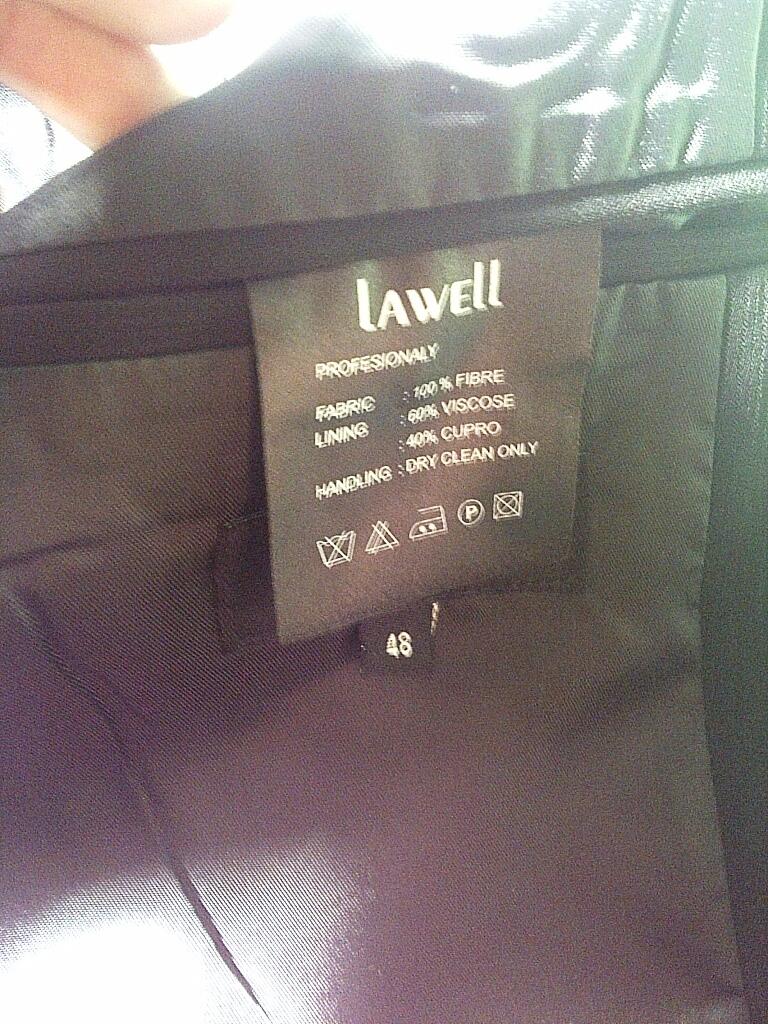 lAwell
PROFESIONALY
FABRIC : 100 % FIBRE
LINING : 60% VISCOSE
: 40% CUPRO
HANDLING : DRY CLEAN ONLY
P
48